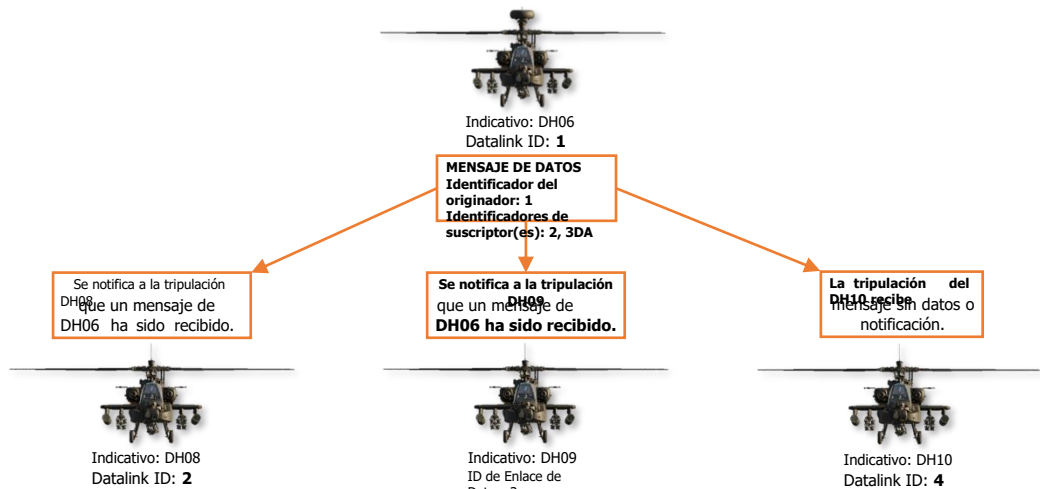 Indicativo: DH06
Datalink ID: 1
MENSAJE DE DATOS
Identificador del
originador: 1
Identificadores de
suscriptor(es): 2, 3DA
Se notifica a la tripulación
DH08
que un mensaje de
DH06 ha sido recibido.
Se notifica a la tripulación
DH09
que un mensaje de
DH06 ha sido recibido.
La tripulación del
DH10 recibe
mensaje sin datos o
notificación.
Indicativo: DH08
Datalink ID: 2
Indicativo: DH09
ID de Enlace de
Indicativo: DH10
Datalink ID: 4